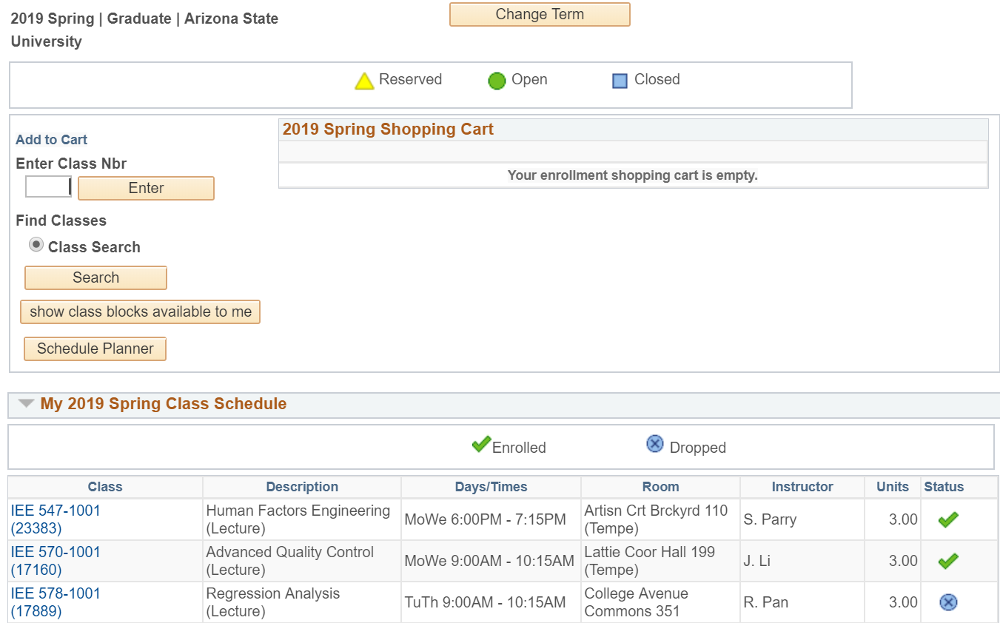 2019 Spring | Graduate | Arizona State
University
Change Term
Reserved Open Closed
Add to Cart
Enter Class Nbr
Enter
Find Classes
Class Search
Search
show class blocks available to me
Schedule Planner
2019 Spring Shopping Cart
Your enrollment shopping cart is empty.
My 2019 Spring Class Schedule
Enrolled Dropped
Class Description Days/Times Room Instructor Units Status
IEE 547-1001
(23383)
Human Factors Engineering
(Lecture)
MoWe 6:00PM - 7:15PM
Artisn Crt Brckyrd 110
(Tempe)
S. Parry
3.00
IEE 570-1001
(17160)
Advanced Quality Control
(Lecture)
MoWe 9:00AM - 10:15AM
Lattie Coor Hall 199
(Tempe)
J. Li
3.00
IEE 578-1001
(17889)
Regression Analysis
(Lecture)
TuTh 9:00AM - 10:15AM
College Avenue
Commons 351
R. Pan
3.00